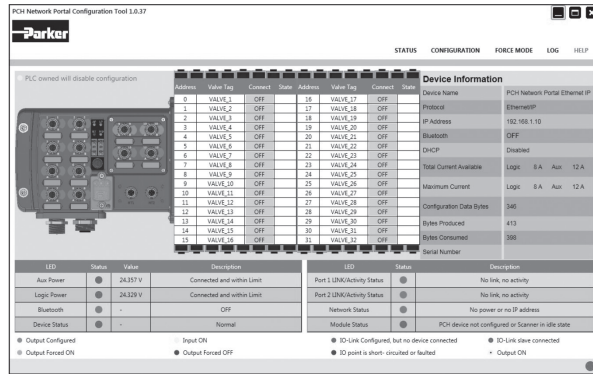 PCH Network Portal Configuration Tool 1.0.37
Parker
STATUS CONFIGURATION FORCE MODE LOG HELP
PLC owned will disable configuration
Address Valve Tag Connect State Address Valve Tag Connect State
0 VALVE_1 OFF 16 VALVE_17 OFF
1 VALVE_2 OFF 17 VALVE_18 OFF
2 VALVE_3 OFF 18 VALVE_19 OFF
3 VALVE_4 OFF 19 VALVE_20 OFF
4 VALVE_5 OFF 20 VALVE_21 OFF
5 VALVE_6 OFF 21 VALVE_22 OFF
6 VALVE_7 OFF 22 VALVE_23 OFF
7 VALVE_8 OFF 23 VALVE_24 OFF
8 VALVE_9 OFF 24 VALVE_25 OFF
9 VALVE_10 OFF 25 VALVE_26 OFF
10 VALVE_11 OFF 26 VALVE_27 OFF
11 VALVE_12 OFF 27 VALVE_28 OFF
12 VALVE_13 OFF 28 VALVE_29 OFF
13 VALVE_14 OFF 29 VALVE_30 OFF
14 VALVE_15 OFF 30 VALVE_31 OFF
15 VALVE_16 OFF 31 VALVE_32 OFF
Device Information
Device Name PCH Network Portal Ethernet IP
Protocol Ethernet/IP
IP Address 192.168.1.10
Bluetooth OFF
DHCP Disabled
Total Current Available Logic 8 A Aux 12 A
Maximum Current Logic 8 A Aux 12 A
Configuration Data Bytes 346
Bytes Produced 413
Bytes Consumed 398
Serial Number
LED Status Value Description LED Status Description
Aux Power 24.357 V Connected and within Limit Port 1 LINK/Activity Status No link, no activity
Logic Power 24.329 V Connected and within Limit Port 2 LINK/Activity Status No link, no activity
Bluetooth - OFF Network Status No power or no IP address
Device Status - Normal Module Status PCH device not configured or Scanner in idle state
Output Configured Input ON IO-Link Configured, but no device connected IO-Link slave connected
Output Forced ON Output Forced OFF IO point is short- circuited or faulted Output ON